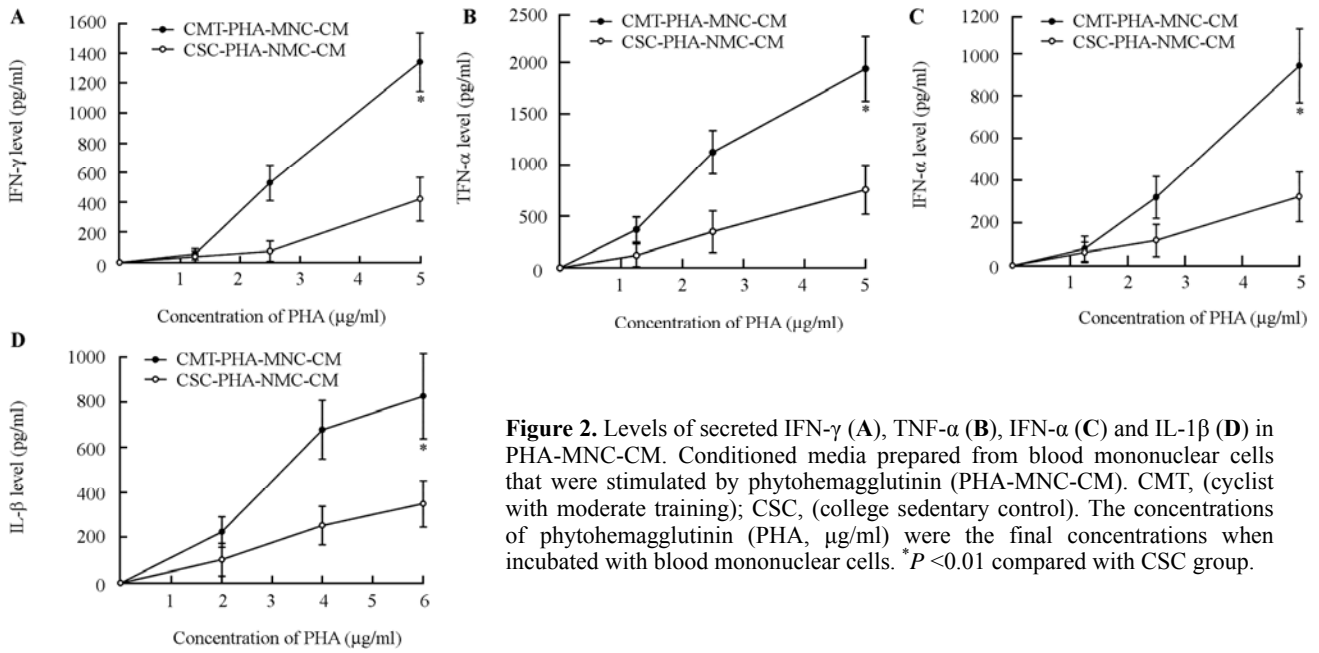 A
IFN-γ level (pg/ml)
1600
1400
1200
1000
800
600
400
200
0
CMT-PHA-MNC-CM
CSC-PHA-NMC-CM
*
1 2 3 4 5
Concentration of PHA (µg/ml)
B
TFN-α level (pg/ml)
2500
2000
1500
1000
500
0
CMT-PHA-MNC-CM
CSC-PHA-NMC-CM
*
1 2 3 4 5
Concentration of PHA (µg/ml)
C
IFN-α level (pg/ml)
1200
1000
800
600
400
200
0
CMT-PHA-MNC-CM
CSC-PHA-NMC-CM
*
1 2 3 4 5
Concentration of PHA (µg/ml)
D
IL-β level (pg/ml)
1000
800
600
400
200
0
CMT-PHA-MNC-CM
CSC-PHA-NMC-CM
*
1 2 3 4 5 6
Concentration of PHA (µg/ml)
Figure 2. Levels of secreted IFN-γ (A), TNF-α (B), IFN-α (C) and IL-1β (D) in
PHA-MNC-CM. Conditioned media prepared from blood mononuclear cells
that were stimulated by phytohemagglutinin (PHA-MNC-CM). CMT, (cyclist
with moderate training); CSC, (college sedentary control). The concentrations
of phytohemagglutinin (PHA, µg/ml) were the final concentrations when
incubated with blood mononuclear cells. *P <0.01 compared with CSC group.